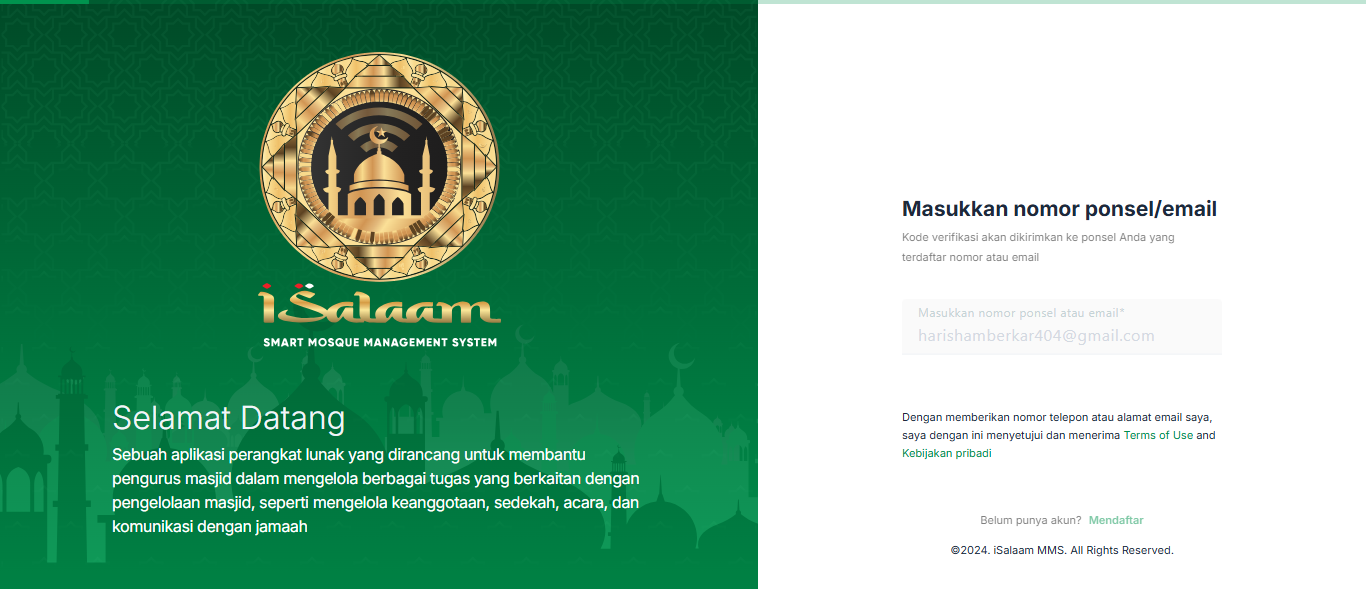 iSalaam
SMART MOSQUE MANAGEMENT SYSTEM
Selamat Datang
Sebuah aplikasi perangkat lunak yang dirancang untuk membantu
pengurus masjid dalam mengelola berbagai tugas yang berkaitan dengan
pengelolaan masjid, seperti mengelola keanggotaan, sedekah, acara, dan
komunikasi dengan jamaah
Masukkan nomor ponsel/email
Kode verifikasi akan dikirimkan ke ponsel Anda yang
terdaftar nomor atau email
Masukkan nomor ponsel atau email*
harishamberkar404@gmail.com
Dengan memberikan nomor telepon atau alamat email saya,
saya dengan ini menyetujui dan menerima Terms of Use and
Kebijakan pribadi
Belum punya akun? Mendaftar
©2024. iSalaam MMS. All Rights Reserved.